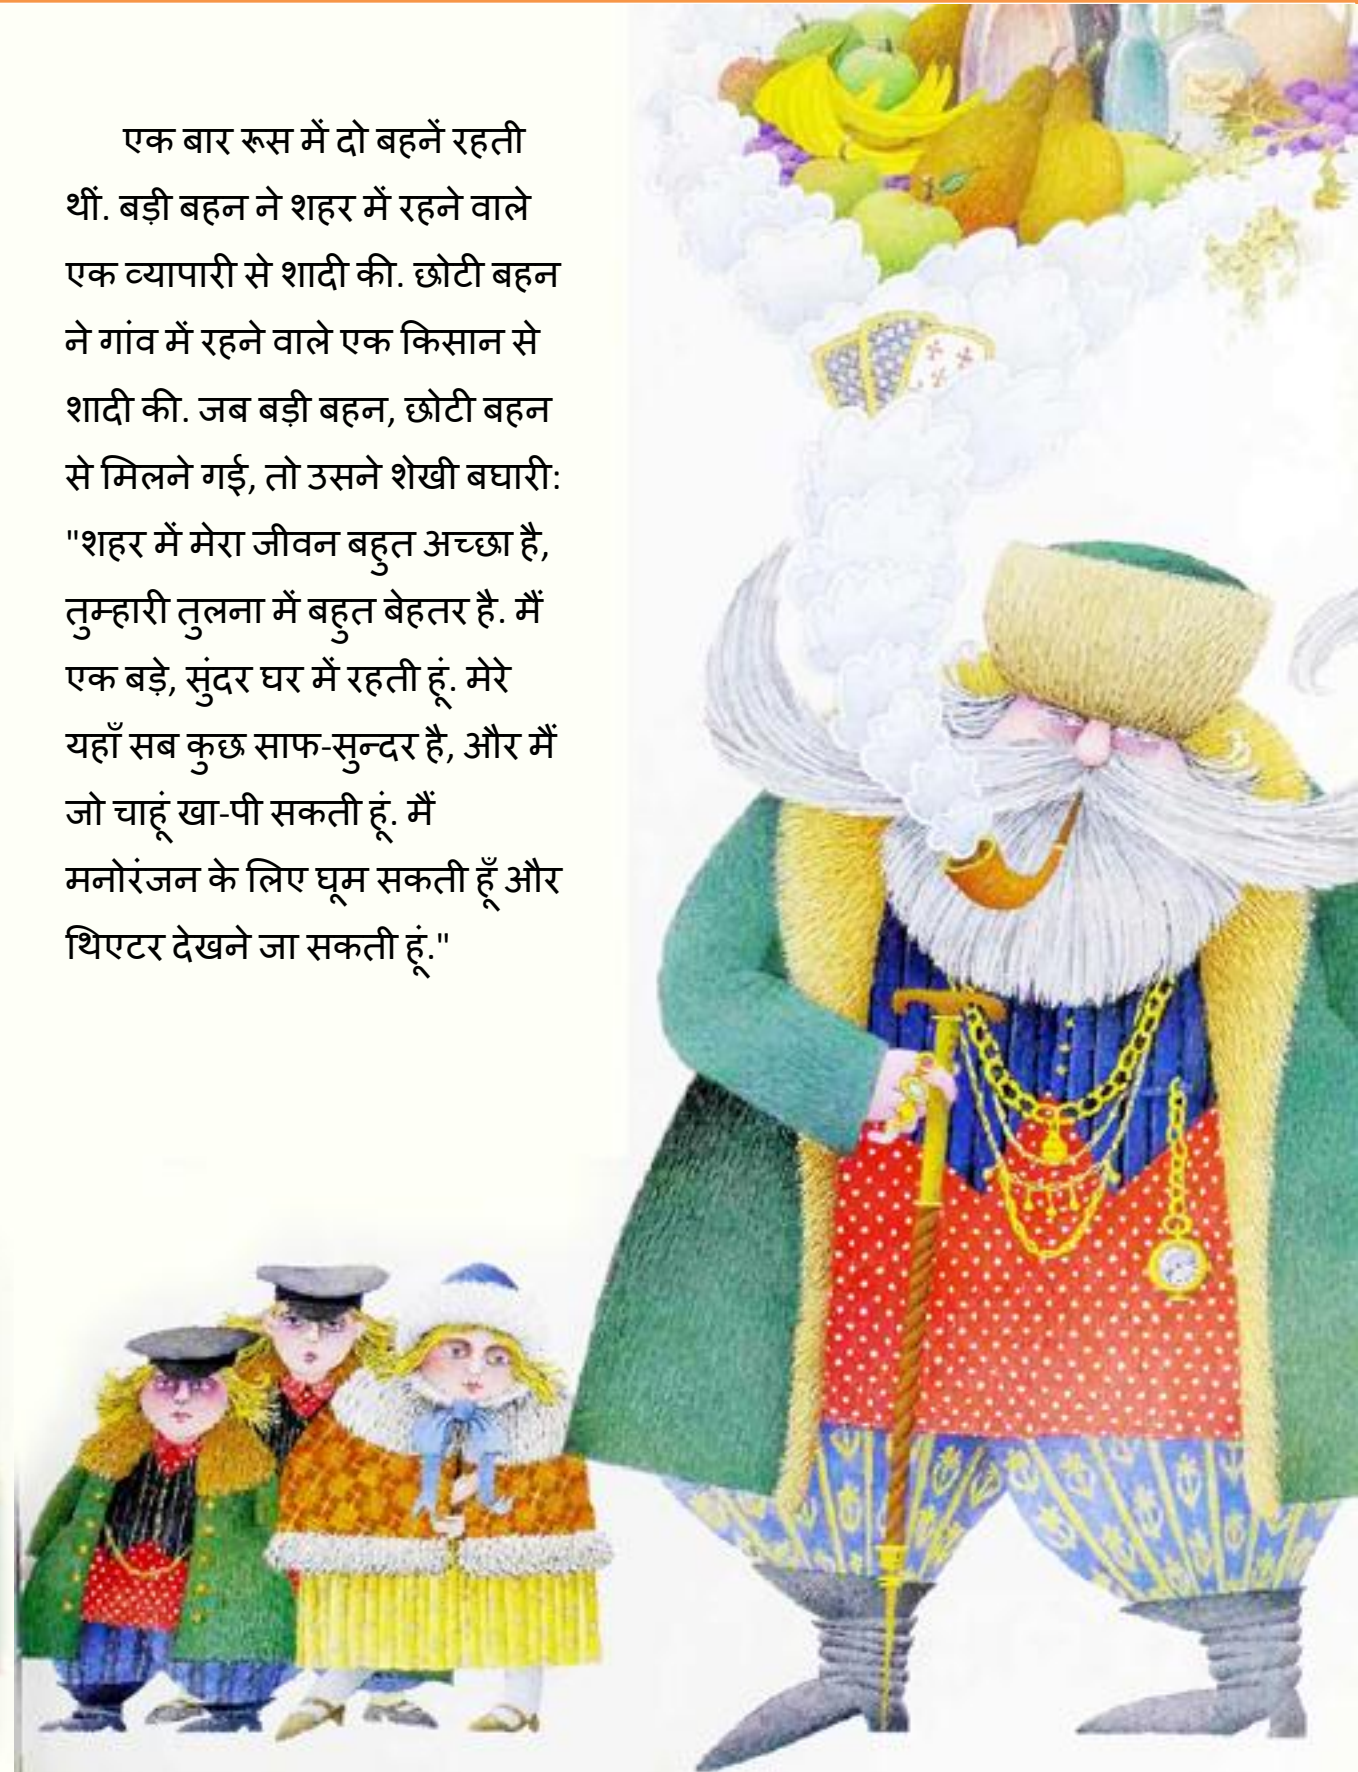 एक बार रूस में दो बहनें रहती
थीं. बड़ी बहन ने शहर में रहने वाले
एक व्यापारी से शादी की. छोटी बहन
ने गांव में रहने वाले एक किसान से
शादी की. जब बड़ी बहन, छोटी बहन
से मिलने गई, तो उसने शेखी बघारी:
"शहर में मेरा जीवन बहुत अच्छा है,
तुम्हारी तुलना में बहुत बेहतर है. मैं
एक बड़े, सुंदर घर में रहती हूं. मेरे
यहाँ सब कुछ साफ-सुन्दर है, और मैं
जो चाहूं खा-पी सकती हूं. मैं
मनोरंजन के लिए घूम सकती हूँ और
थिएटर देखने जा सकती हूं."